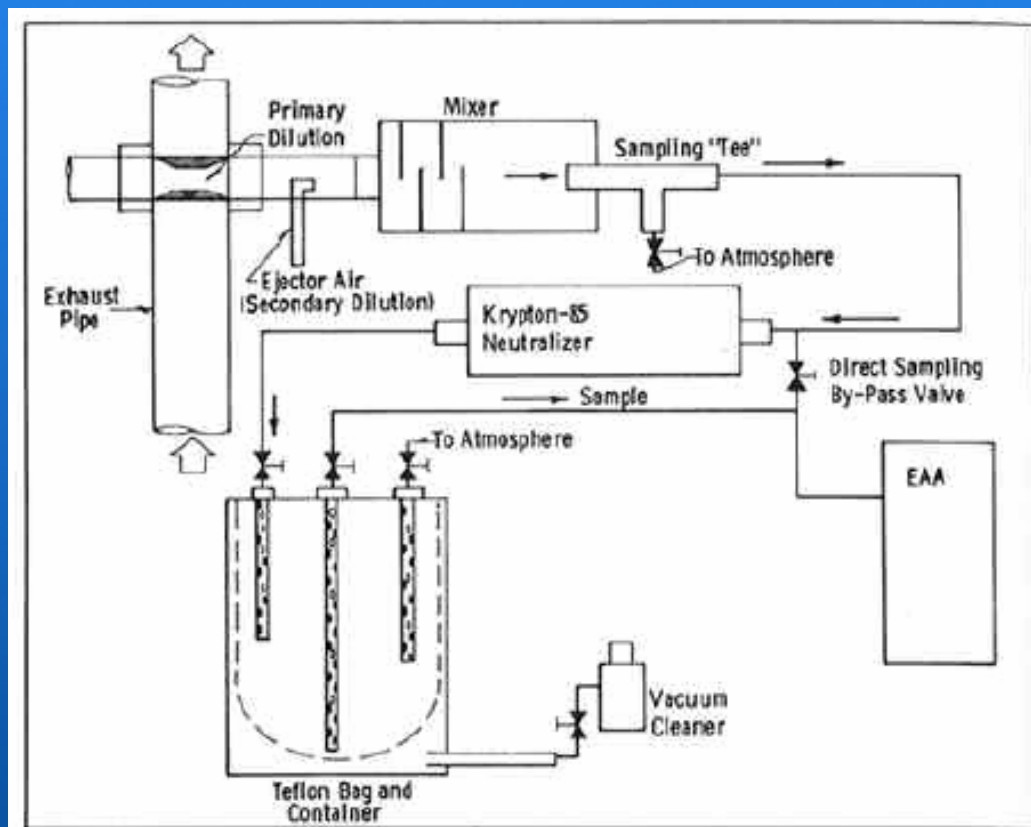 Primary
Dilution
Mixer
Sampling "Tee"
To Atmosphere
Ejector Air
(Secondary Dilution)
Exhaust
Pipe
Krypton-85
Neutralizer
Direct Sampling
By-Pass Valve
Sample
To Atmosphere
EAA
Vacuum
Cleaner
Teflon Bag and
Container